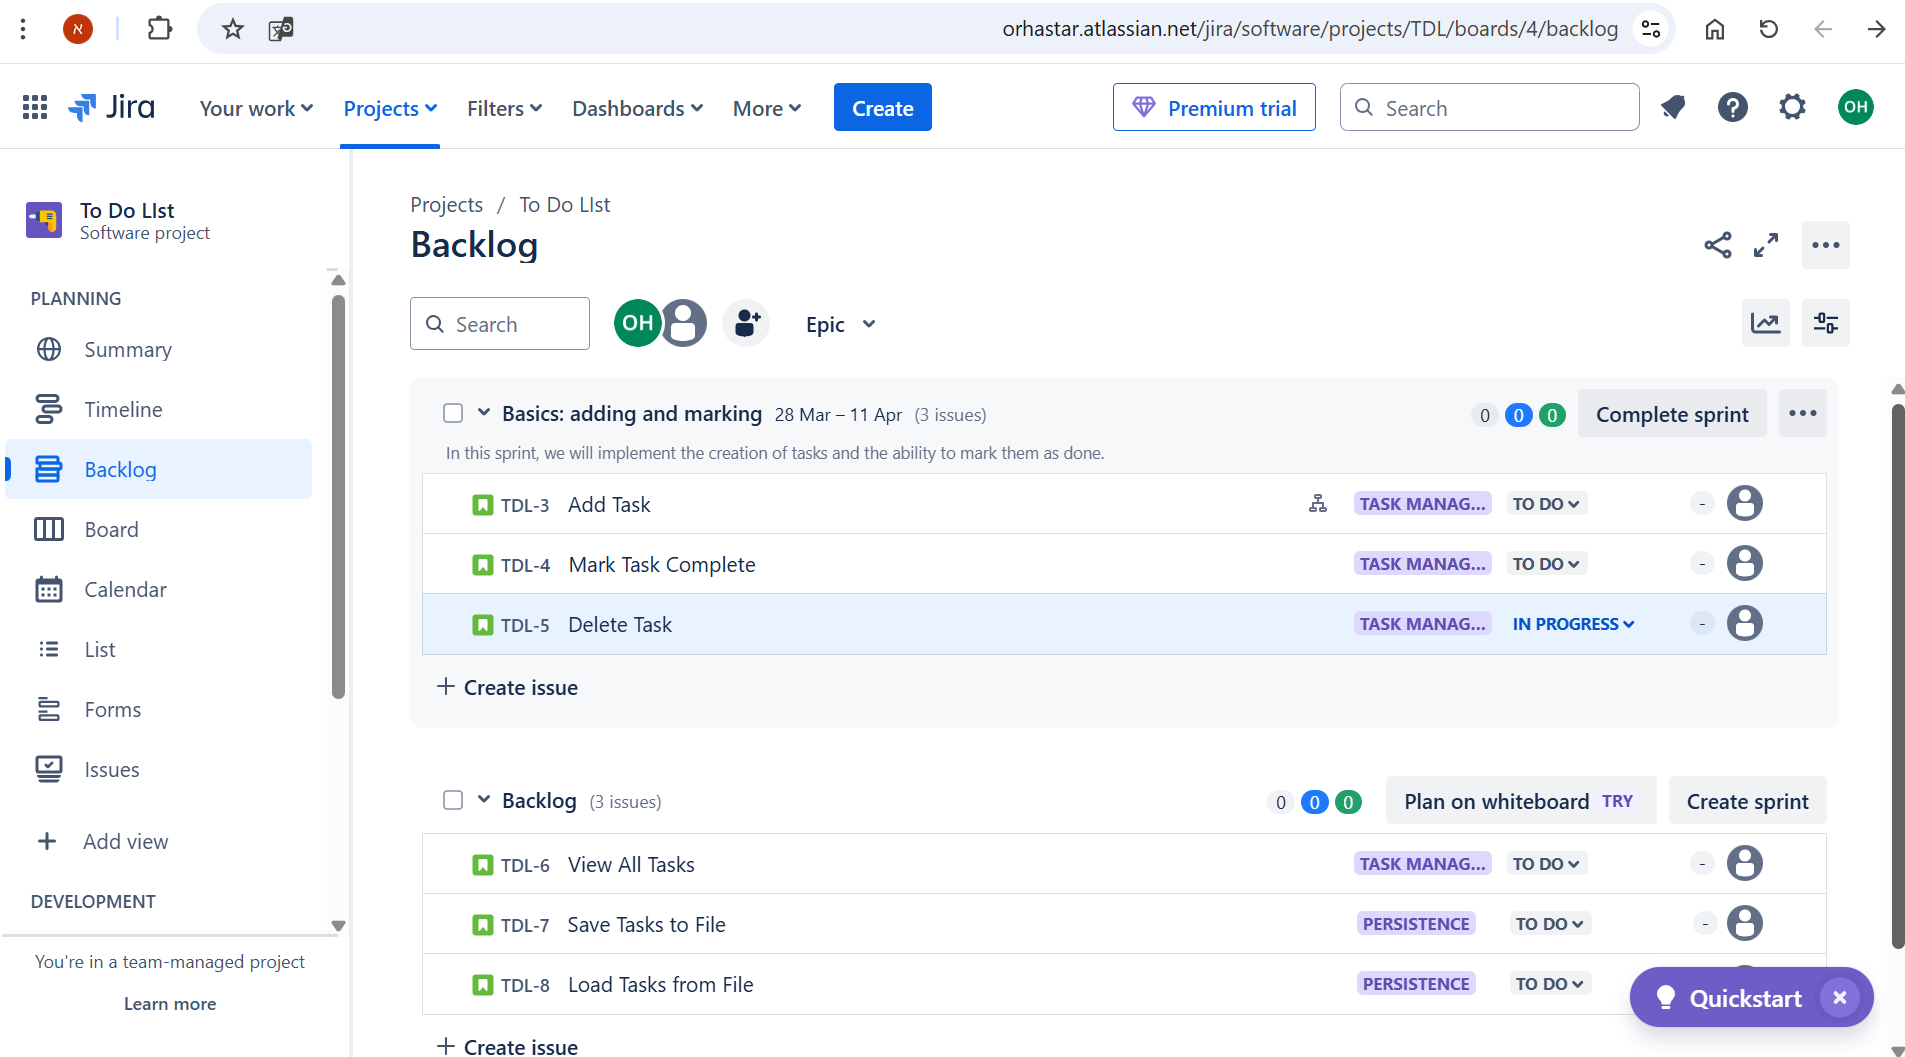 א
orhastar.atlassian.net/jira/software/projects/TDL/boards/4/backlog
Jira
Your work
Projects
Filters
Dashboards
More
Create
Premium trial
Search
OH
To Do LIst
Software project
PLANNING
Summary
Timeline
Backlog
Board
Calendar
List
Forms
Issues
Add view
DEVELOPMENT
You're in a team-managed project
Learn more
Projects / To Do LIst
Backlog
Search
OH
Epic
Basics: adding and marking 28 Mar – 11 Apr (3 issues) 0 0 0 Complete sprint
In this sprint, we will implement the creation of tasks and the ability to mark them as done.
TDL-3 Add Task TASK MANAG... TO DO -
TDL-4 Mark Task Complete TASK MANAG... TO DO -
TDL-5 Delete Task TASK MANAG... IN PROGRESS -
+ Create issue
Backlog (3 issues) 0 0 0 Plan on whiteboard TRY Create sprint
TDL-6 View All Tasks TASK MANAG... TO DO -
TDL-7 Save Tasks to File PERSISTENCE TO DO -
TDL-8 Load Tasks from File PERSISTENCE TO DO
Quickstart
+ Create issue